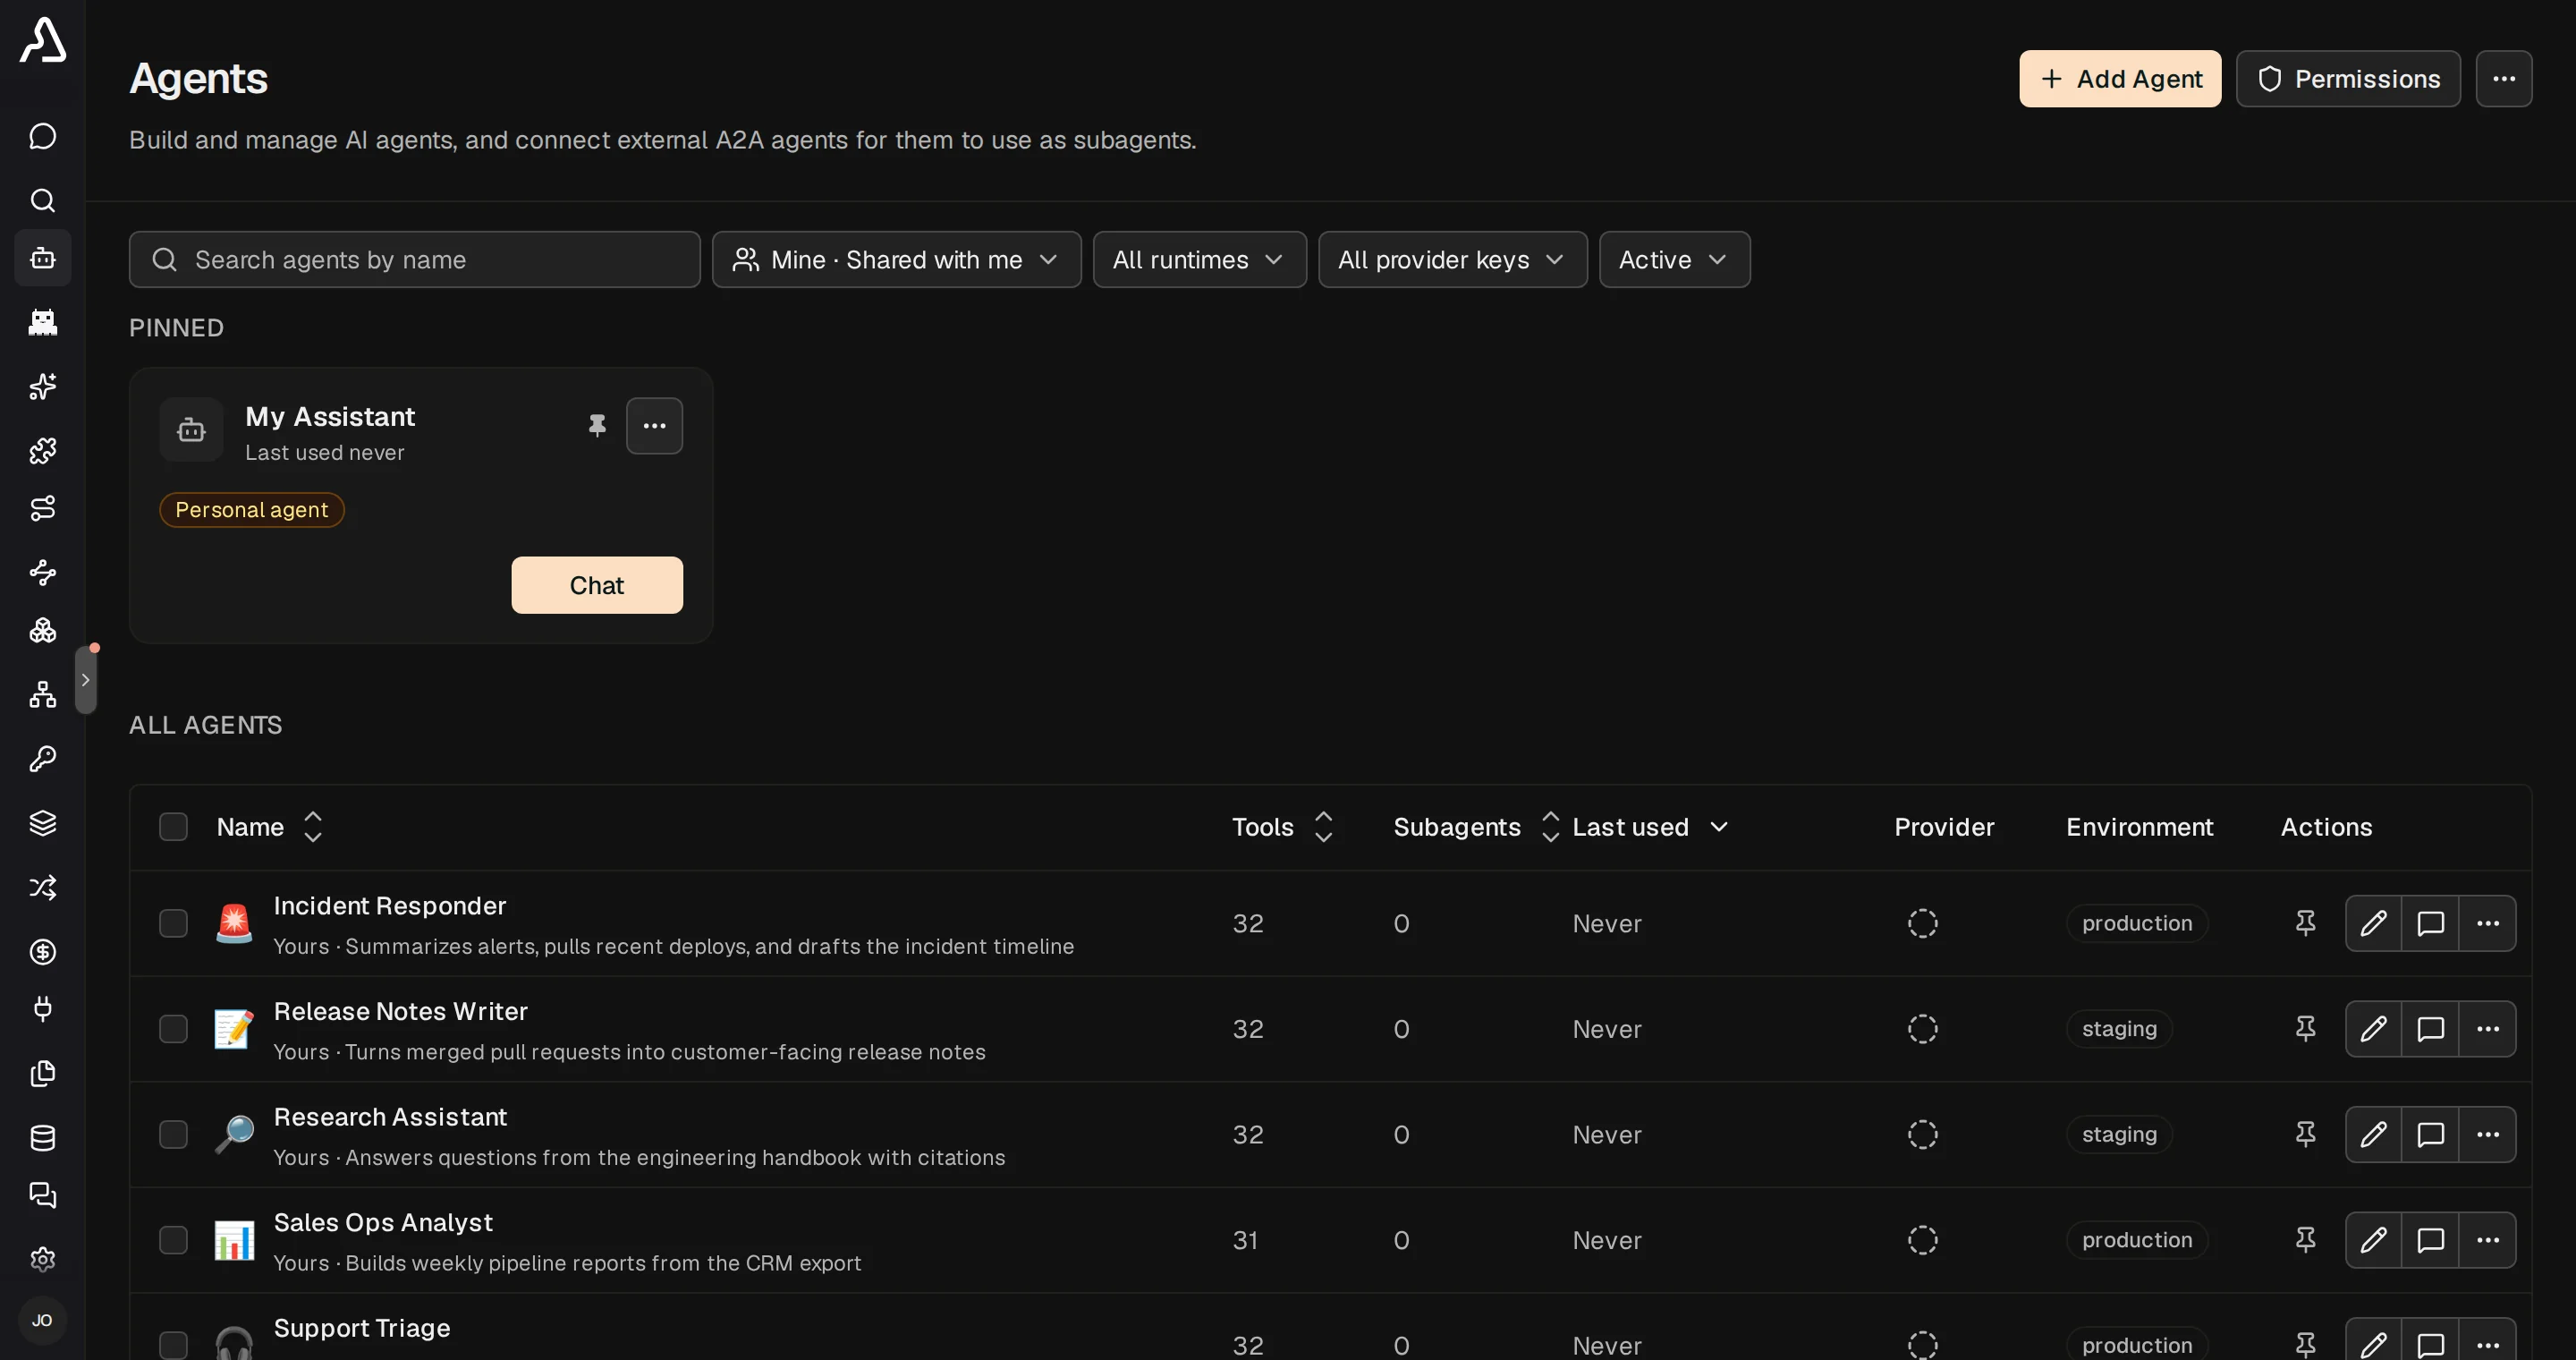 Agents
Build and manage AI agents, and connect external A2A agents for them to use as subagents.
Add Agent
Permissions
Search agents by name
Mine · Shared with me
All runtimes
All provider keys
Active
PINNED
My Assistant
Last used never
Personal agent
Chat
ALL AGENTS
Name Tools Subagents Last used Provider Environment Actions
Incident Responder
Yours · Summarizes alerts, pulls recent deploys, and drafts the incident timeline
32 0 Never production
Release Notes Writer
Yours · Turns merged pull requests into customer-facing release notes
32 0 Never staging
Research Assistant
Yours · Answers questions from the engineering handbook with citations
32 0 Never staging
Sales Ops Analyst
Yours · Builds weekly pipeline reports from the CRM export
31 0 Never production
Support Triage
32 0 Never production
JO